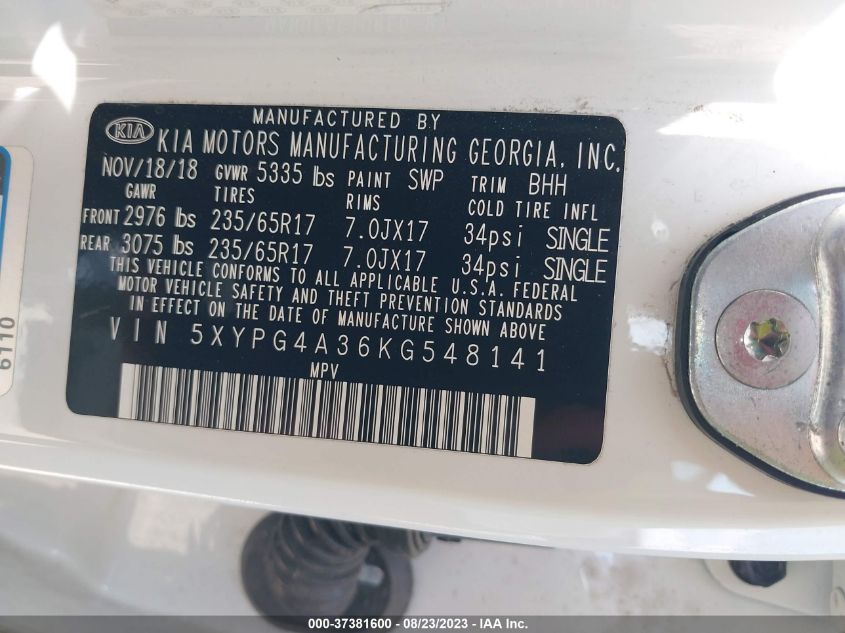 MANUFACTURED BY
KIA KIA MOTORS MANUFACTURING GEORGIA, INC.
NOV/18/18 GVWR 5335 lbs PAINT SWP TRIM BHH
GAWR TIRES RIMS COLD TIRE INFL
FRONT 2976 lbs 235/65R17 7.0JX17 34psi SINGLE
REAR 3075 lbs 235/65R17 7.0JX17 34psi SINGLE
THIS VEHICLE CONFORMS TO ALL APPLICABLE U.S.A. FEDERAL
MOTOR VEHICLE SAFETY AND THEFT PREVENTION STANDARDS
IN EFFECT ON THE DATE OF MANUFACTURE SHOWN ABOVE
VIN 5XYPG4A36KG548141
MPV
6110
000-37381600 - 08/23/2023 - IAA Inc.